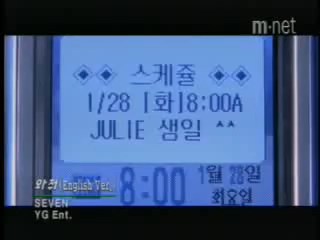 m·net
◈◈ 스케쥴 ◈◈
1/28 [화]8:00A
JULIE 생일 ^^
8:00
1월 28일
화요일
와줘(English Ver.)
SEVEN
YG Ent.